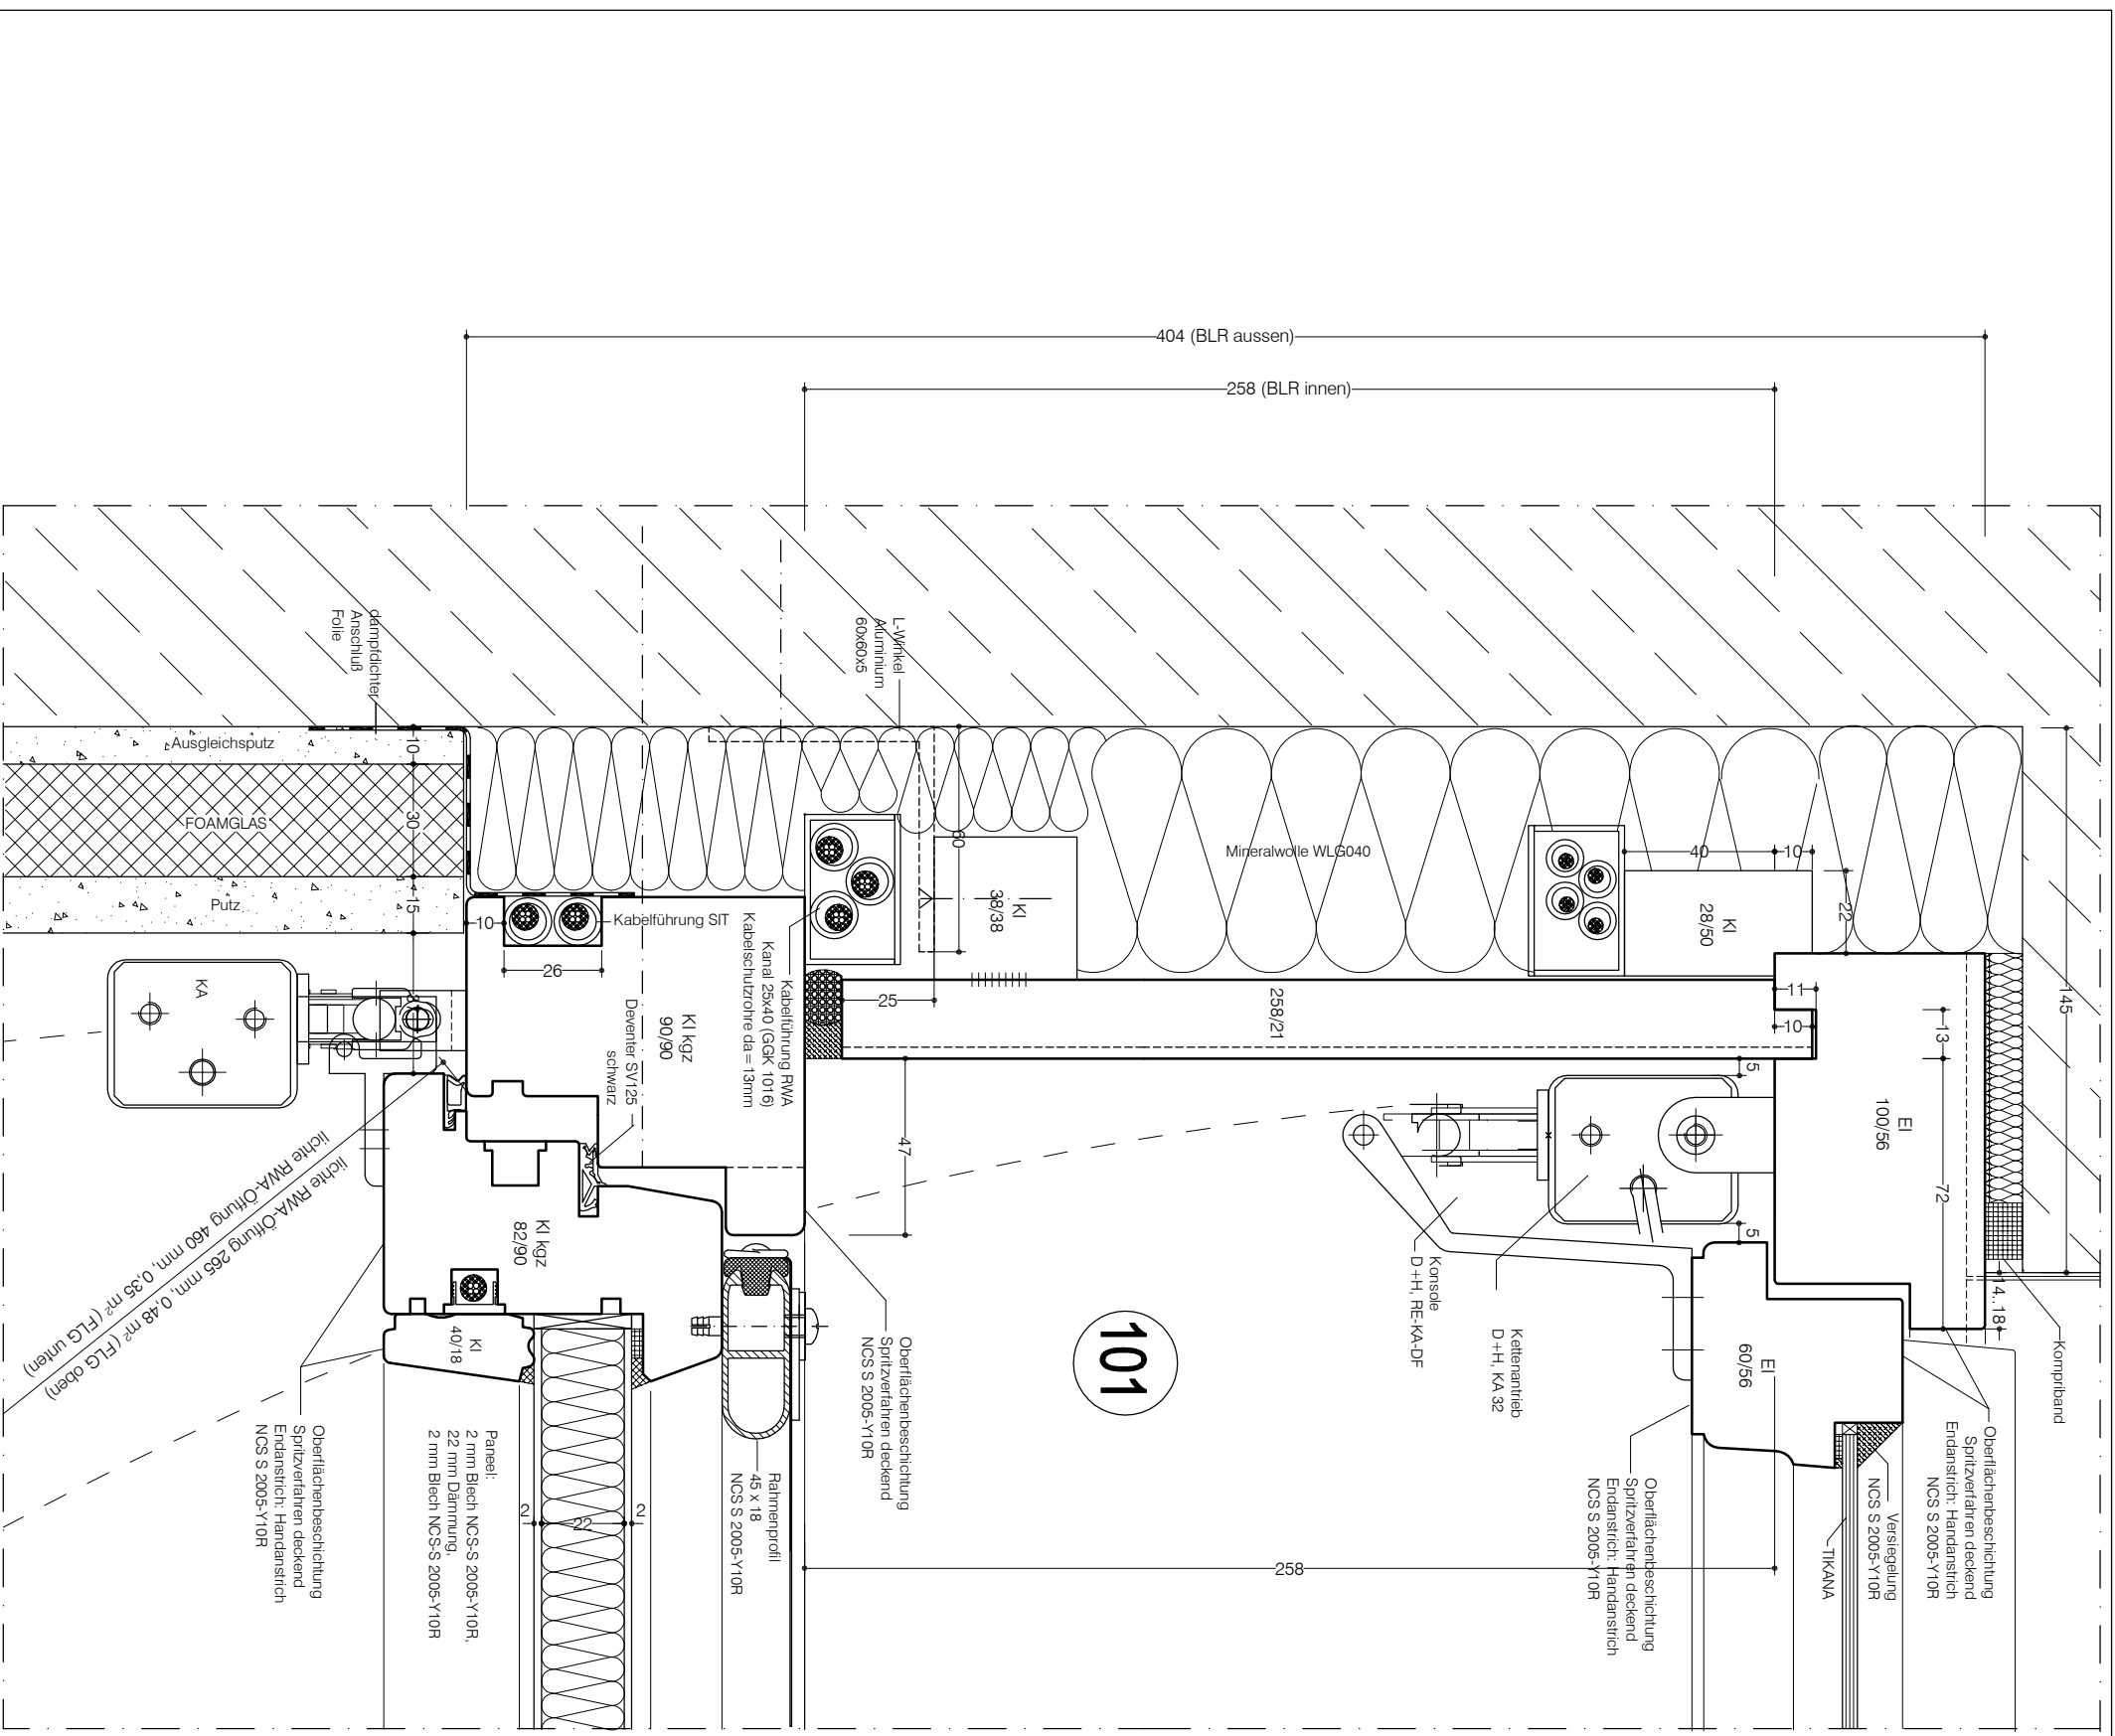 404 (BLR aussen)
258 (BLR innen)
dampfdichter
Anschluß
Folie
L-Winkel
Aluminium
60x60x5
Ausgleichsputz
10
FOAMGLAS
30
Putz
15
10
26
Kabelführung SIT
60
KI
38/38
Mineralwolle WLG040
40
10
KI
28/50
22
145
Kabelführung RWA
Kanal 25x40 (GGK 1016)
Kabelschutzrohre da= 13mm
KI kgz
90/90
Deventer SV125
schwarz
25
258/21
11
10
13
EI
100/56
72
5
5
47
KA
KI kgz
82/90
KI
40/18
lichte RWA-Öffung 460 mm, 0,35 m² (FLG unten)
lichte RWA-Öffung 265 mm, 0,48 m² (FLG oben)
Konsole
D+H, RE-KA-DF
Kettenantrieb
D+H, KA 32
101
EI
60/56
14..18
Kompriband
Oberflächenbeschichtung
Spritzverfahren deckend
Endanstrich: Handanstrich
NCS S 2005-Y10R
Versiegelung
NCS S 2005-Y10R
TIKANA
Oberflächenbeschichtung
Spritzverfahren deckend
Endanstrich: Handanstrich
NCS S 2005-Y10R
Oberflächenbeschichtung
Spritzverfahren deckend
NCS S 2005-Y10R
Rahmenprofil
45 x 18
NCS S 2005-Y10R
Paneel:
2 mm Blech NCS-S 2005-Y10R,
22 mm Dämmung,
2 mm Blech NCS-S 2005-Y10R
Oberflächenbeschichtung
Spritzverfahren deckend
Endanstrich: Handanstrich
NCS S 2005-Y10R
2
22
2
258